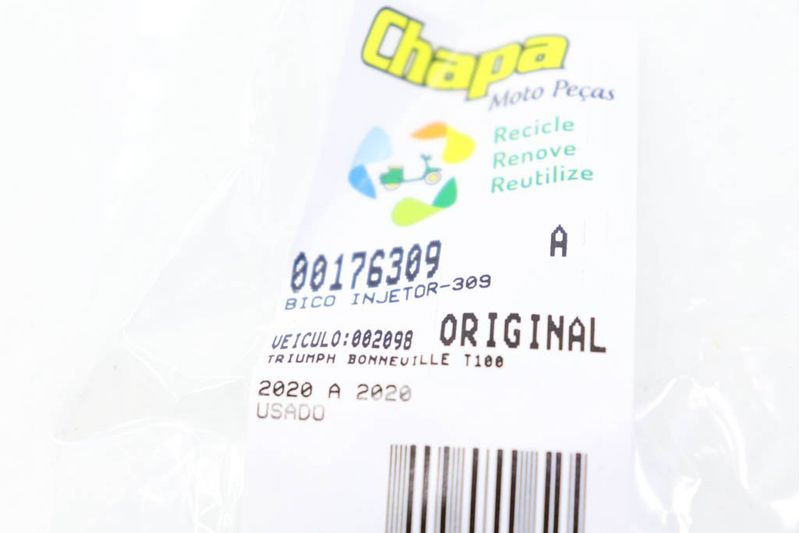 Chapa
Moto Peças
Recicle
Renove
Reutilize
00176309 A
BICO INJETOR-309
VEICULO:002098 ORIGINAL
TRIUMPH BONNEVILLE T100
2020 A 2020
USADO